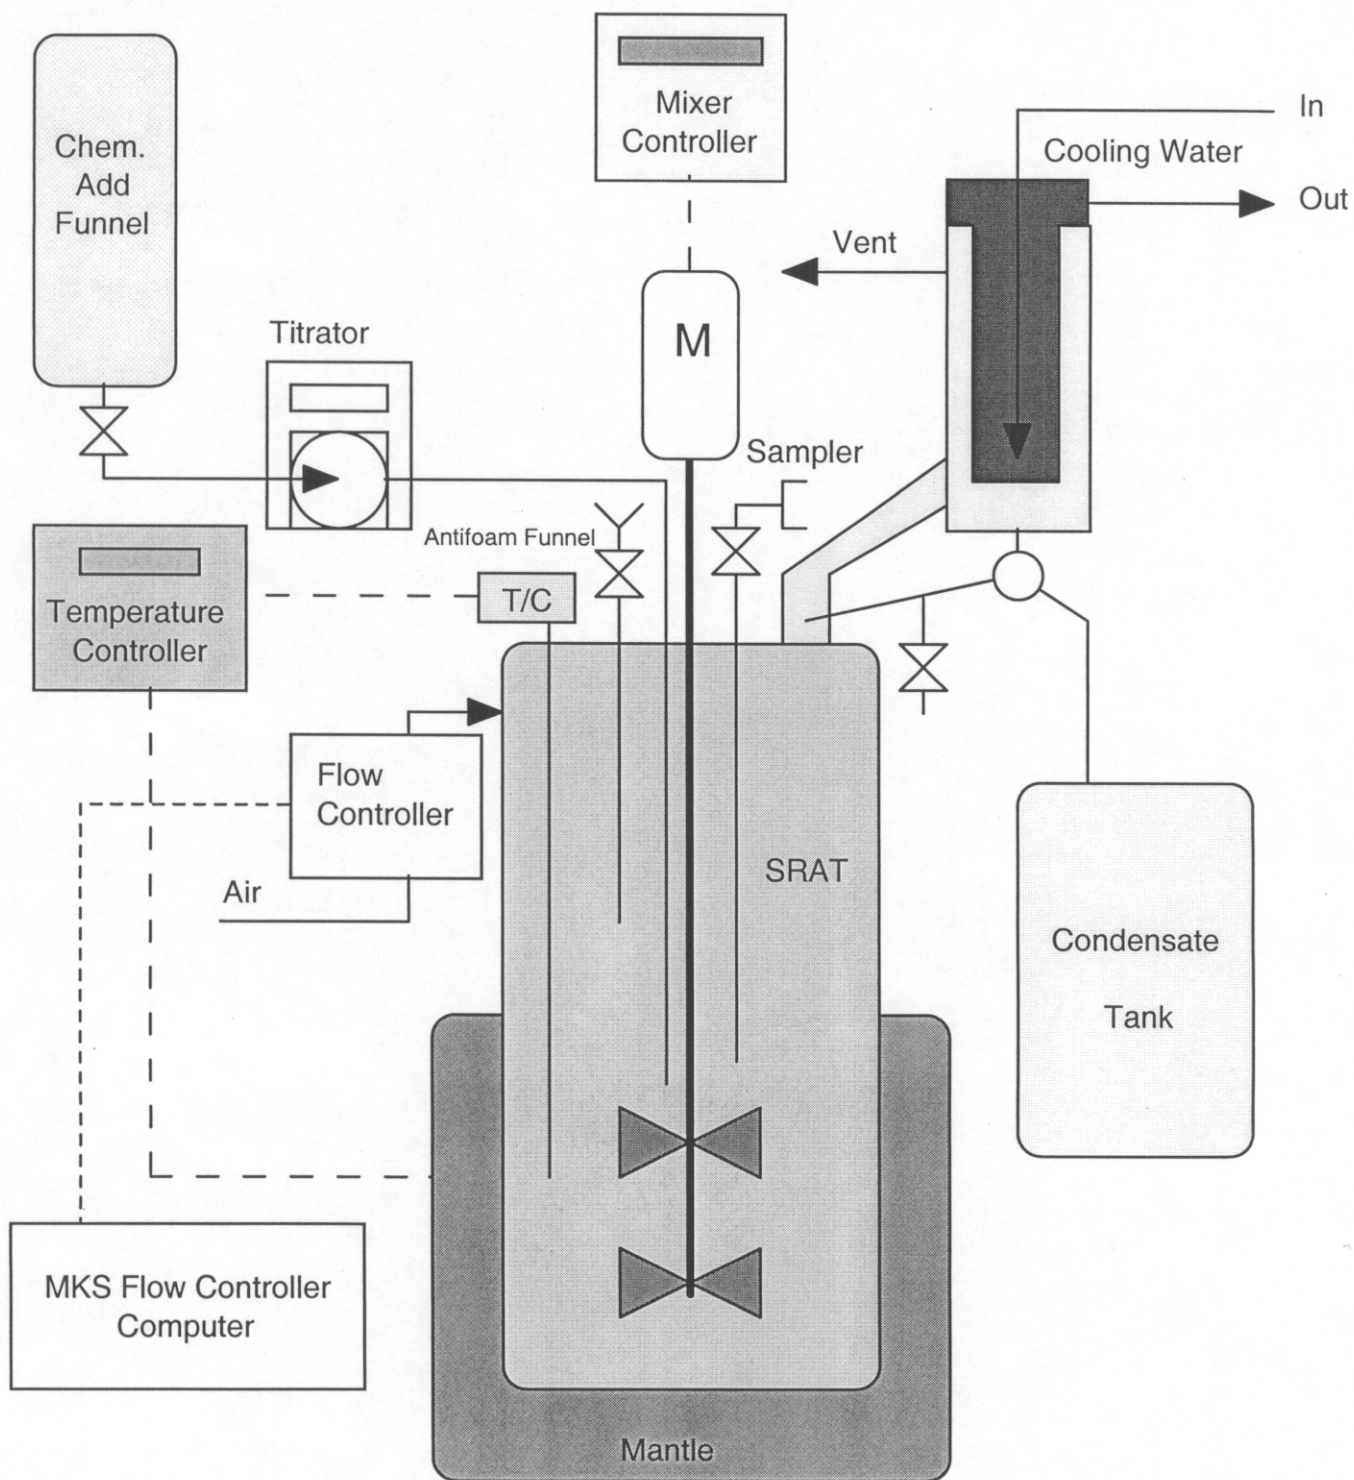 Mixer
Controller
In
Cooling Water
Out
Chem.
Add
Funnel
Vent
M
Titrator
Sampler
Antifoam Funnel
T/C
Temperature
Controller
Flow
Controller
Air
SRAT
Condensate
Tank
MKS Flow Controller
Computer
Mantle